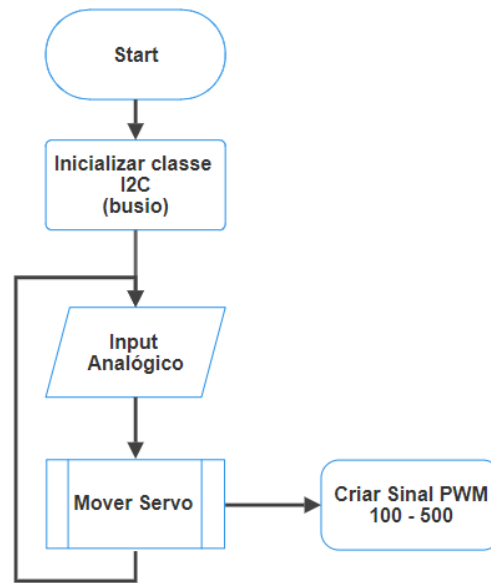 Start
Inicializar classe
I2C
(busio)
Input
Analógico
Mover Servo
Criar Sinal PWM
100 - 500